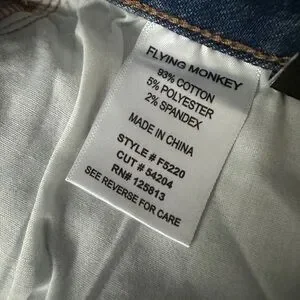 FLYING MONKEY
93% COTTON
5% POLYESTER
2% SPANDEX
MADE IN CHINA
STYLE # F5220
CUT # 54204
RN# 125813
SEE REVERSE FOR CARE